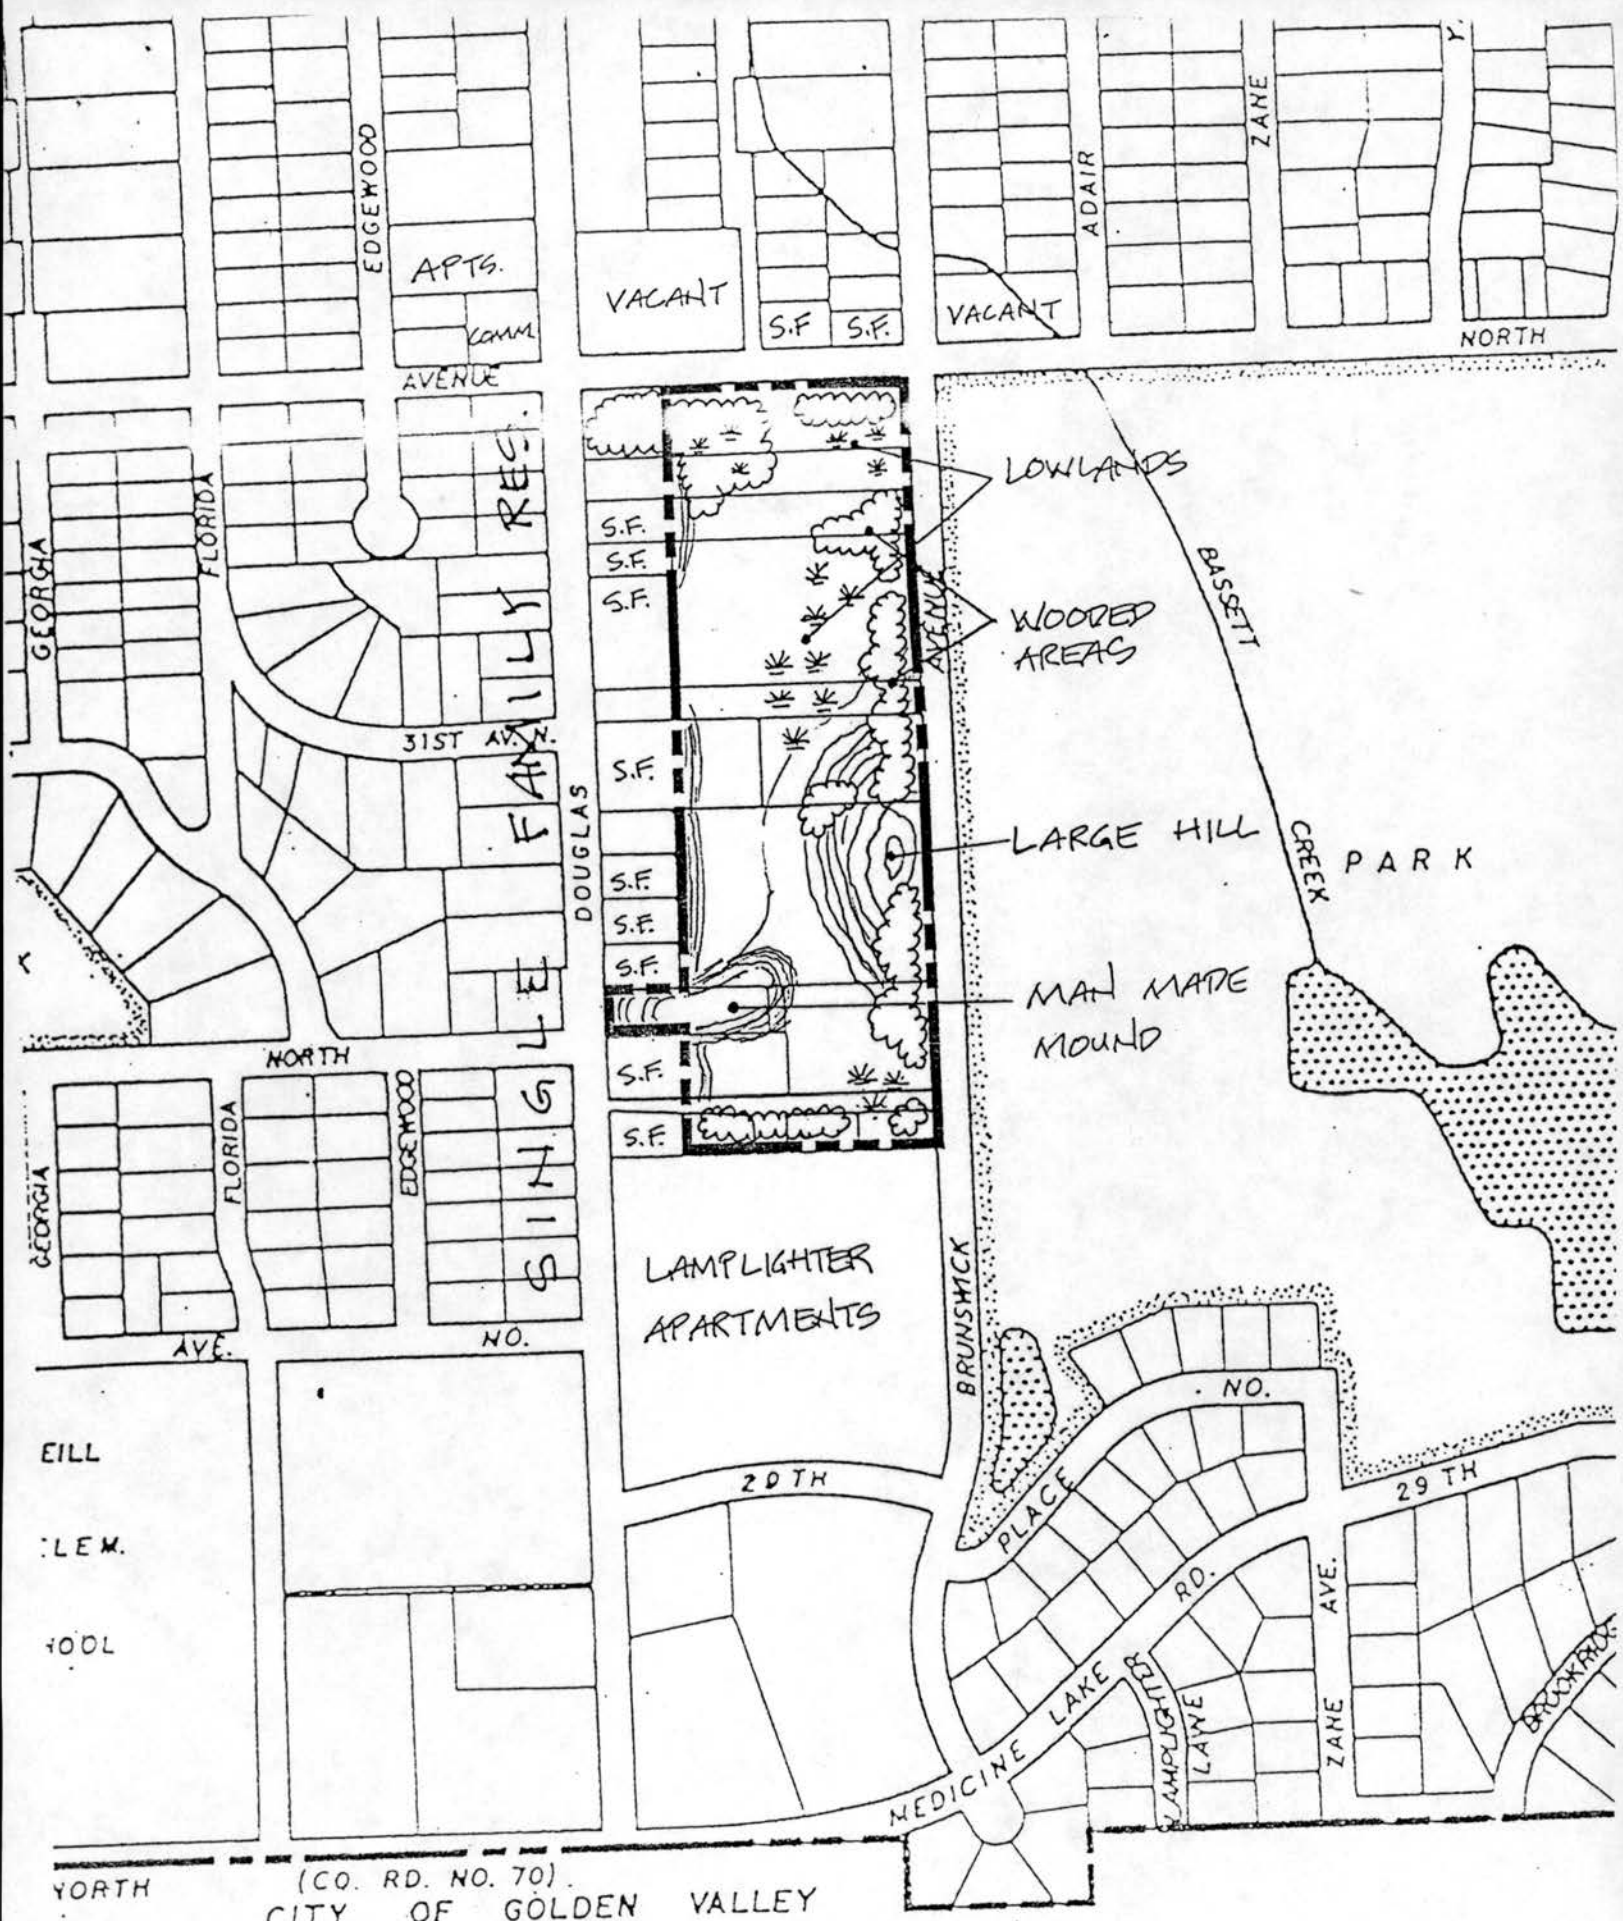 EDGEWOOD
ZANE
ADAIR
APTS.
COMM.
VACANT
S.F
S.F.
VACANT
NORTH
AVENUE
GEORGIA
FLORIDA
SINGLE FAMILY RES.
LOWLANDS
S.F.
S.F.
S.F.
AVENUE
WOODED
AREAS
BASSETT
CREEK
PARK
31ST AV. N.
S.F.
DOUGLAS
LARGE HILL
S.F.
S.F.
S.F.
MAN MADE
MOUND
NORTH
S.F.
S.F.
GEORGIA
FLORIDA
EDGEWOOD
LAMPLIGHTER
APARTMENTS
BRUNSWICK
AVE.
NO.
NO.
PLACE
EILL
LEM.
OOL
29TH
29TH
MEDICINE LAKE RD.
LAMPLIGHTER
LANE
ZANE AVE.
NORTH
(CO. RD. NO. 70).
CITY OF GOLDEN VALLEY